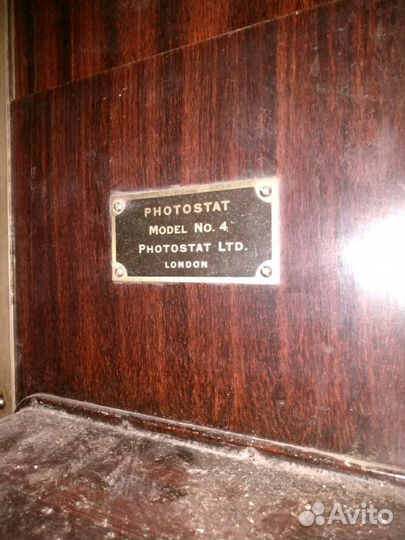 PHOTOSTAT
MODEL NO. 4
PHOTOSTAT LTD.
LONDON
Avito